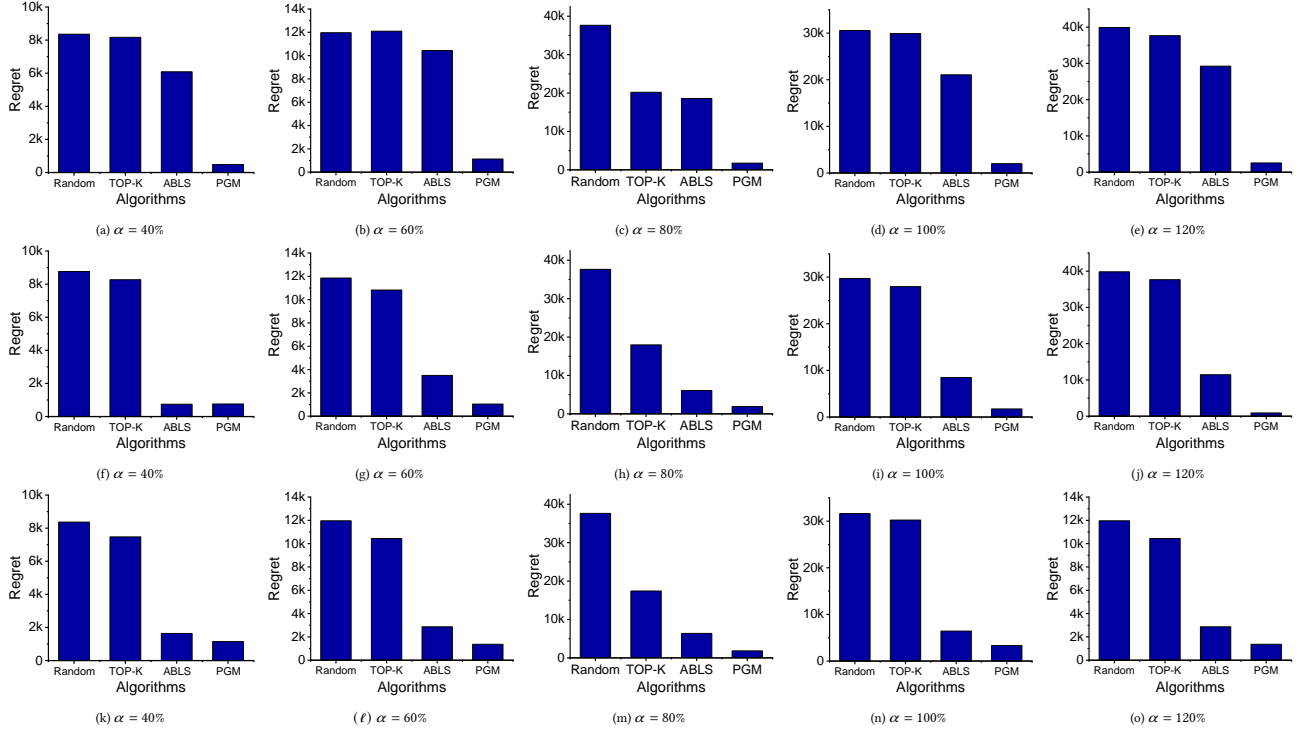 10k
8k
6k
4k
2k
0
Regret
Random TOP-K ABLS PGM
Algorithms
(a) α = 40%
14k
12k
10k
8k
6k
4k
2k
0
Regret
Random TOP-K ABLS PGM
Algorithms
(b) α = 60%
40k
30k
20k
10k
0
Regret
Random TOP-K ABLS PGM
Algorithms
(c) α = 80%
30k
20k
10k
0
Regret
Random TOP-K ABLS PGM
Algorithms
(d) α = 100%
40k
30k
20k
10k
0
Regret
Random TOP-K ABLS PGM
Algorithms
(e) α = 120%
10k
8k
6k
4k
2k
0
Regret
Random TOP-K ABLS PGM
Algorithms
(f) α = 40%
14k
12k
10k
8k
6k
4k
2k
0
Regret
Random TOP-K ABLS PGM
Algorithms
(g) α = 60%
40k
30k
20k
10k
0
Regret
Random TOP-K ABLS PGM
Algorithms
(h) α = 80%
30k
20k
10k
0
Regret
Random TOP-K ABLS PGM
Algorithms
(i) α = 100%
40k
30k
20k
10k
0
Regret
Random TOP-K ABLS PGM
Algorithms
(j) α = 120%
10k
8k
6k
4k
2k
0
Regret
Random TOP-K ABLS PGM
Algorithms
(k) α = 40%
14k
12k
10k
8k
6k
4k
2k
0
Regret
Random TOP-K ABLS PGM
Algorithms
(ℓ) α = 60%
40k
30k
20k
10k
0
Regret
Random TOP-K ABLS PGM
Algorithms
(m) α = 80%
30k
20k
10k
0
Regret
Random TOP-K ABLS PGM
Algorithms
(n) α = 100%
14k
12k
10k
8k
6k
4k
2k
0
Regret
Random TOP-K ABLS PGM
Algorithms
(o) α = 120%